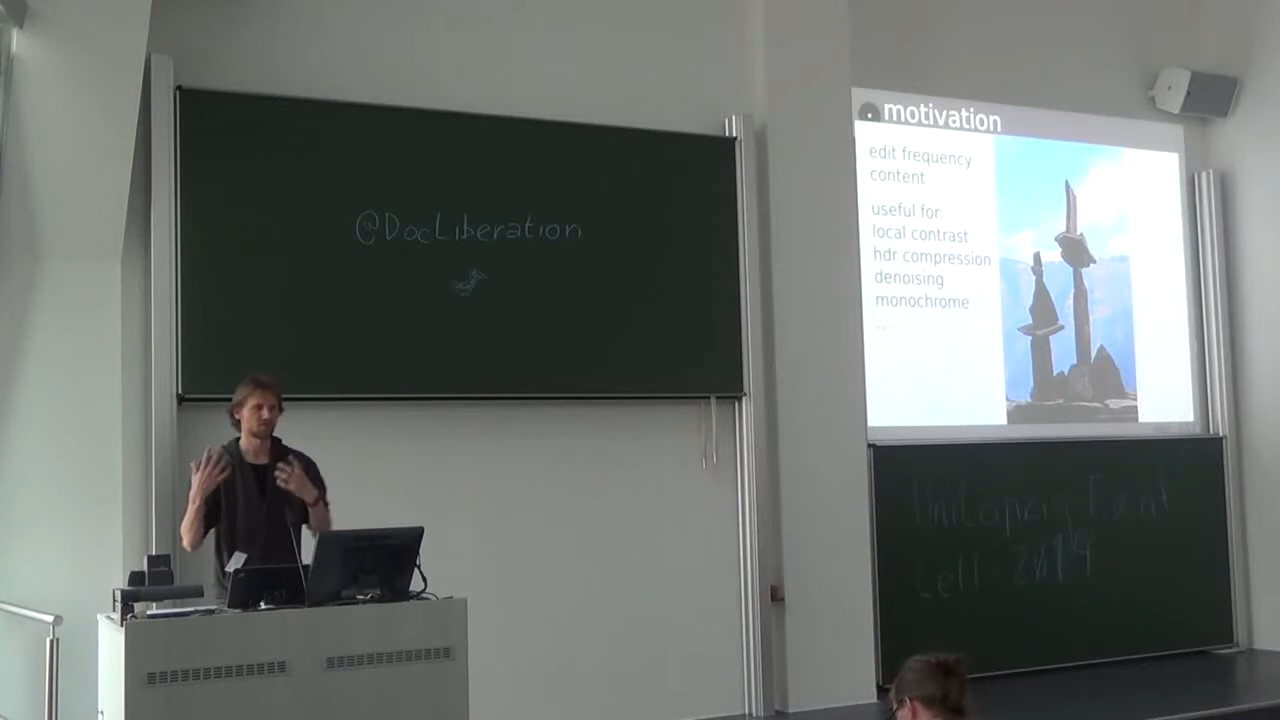 @DocLiberation
motivation
edit frequency
content
useful for:
local contrast
hdr compression
denoising
monochrome
...